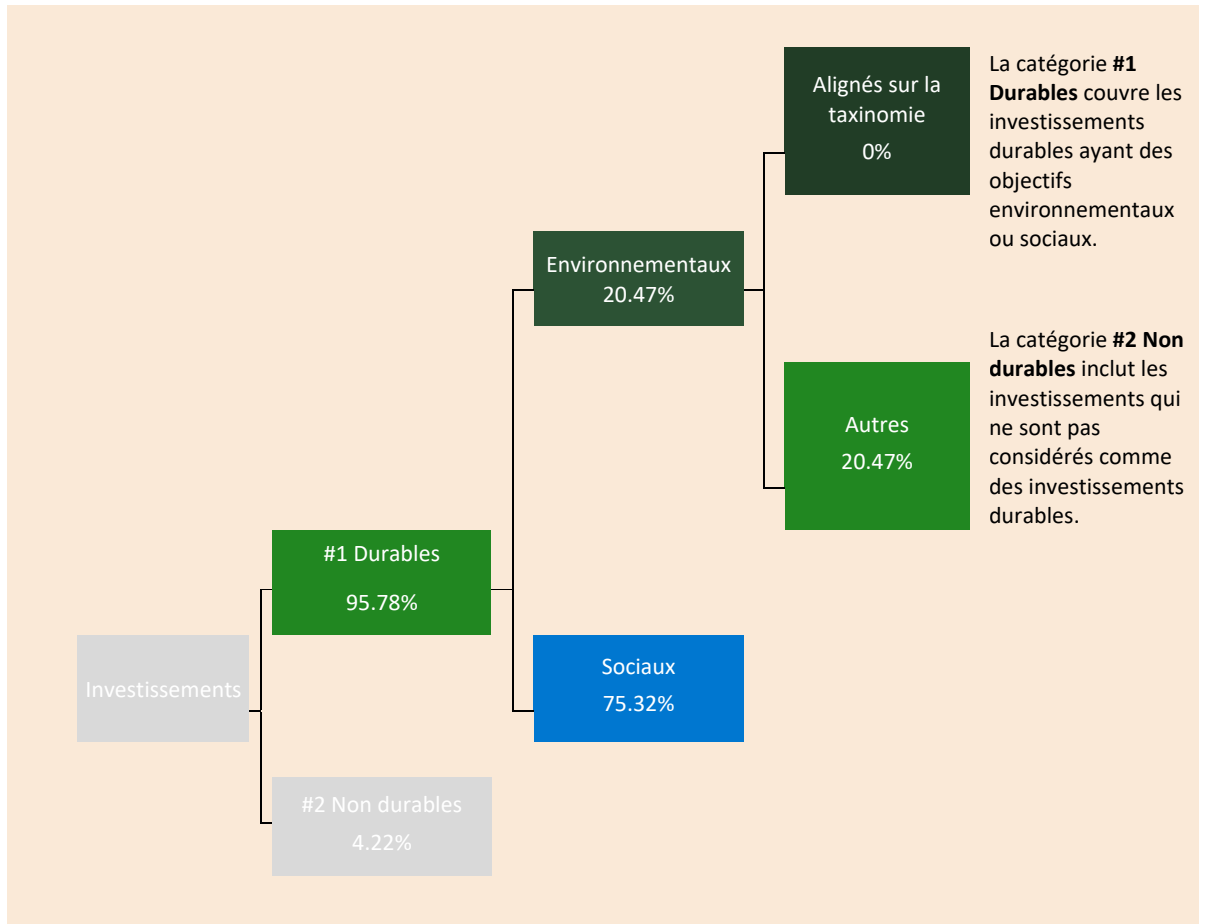 Alignés sur la
taxinomie
0%
La catégorie #1
Durables couvre les
investissements
durables ayant des
objectifs
environnementaux
ou sociaux.
Environnementaux
20.47%
La catégorie #2 Non
durables inclut les
investissements qui
ne sont pas
considérés comme
des investissements
durables.
Autres
20.47%
#1 Durables
95.78%
Sociaux
75.32%
Investissements
#2 Non durables
4.22%